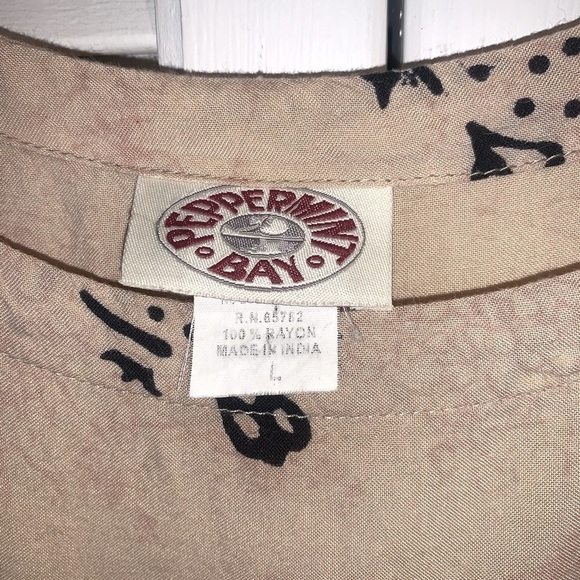 PEPPERMINT
BAY
R.N.65782
100% RAYON
MADE IN INDIA
L